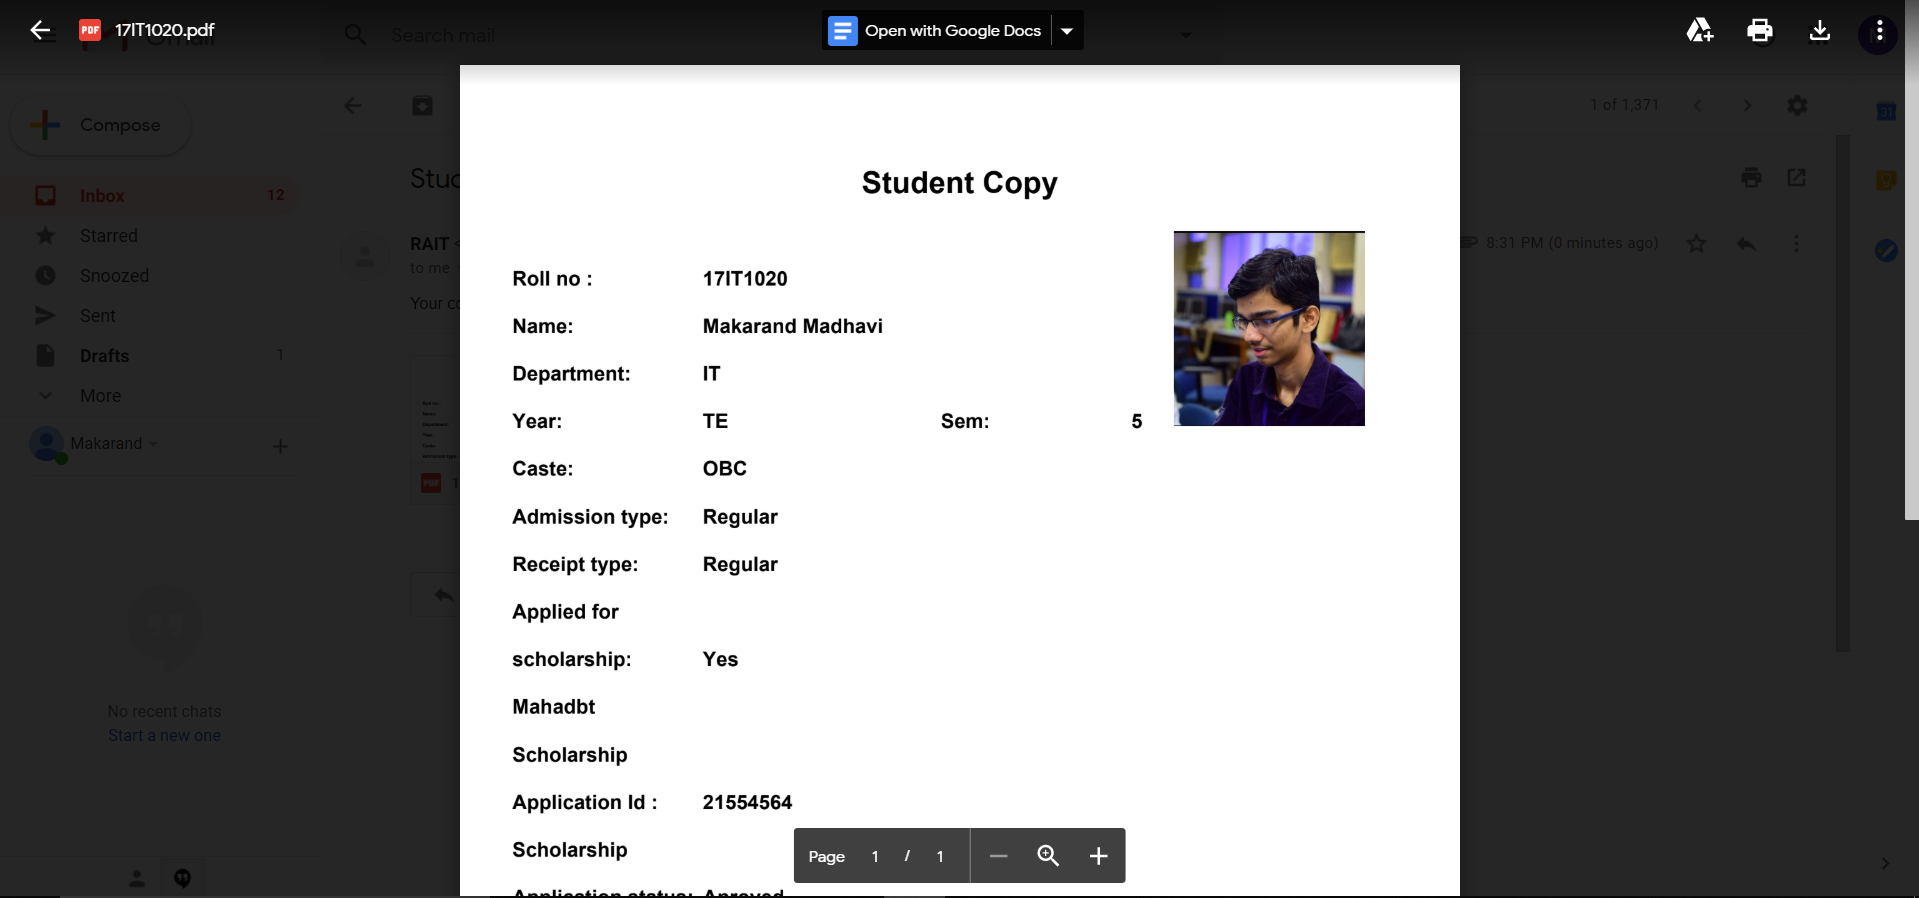 17IT1020.pdf
Open with Google Docs
Search mail
Compose
1 of 1,371
Inbox 12
Starred
Snoozed
Sent
Drafts 1
More
Makarand
RAIT
8:31 PM (0 minutes ago)
to me
No recent chats
Start a new one
Student Copy
Roll no : 17IT1020
Name: Makarand Madhavi
Department: IT
Year: TE Sem: 5
Caste: OBC
Admission type: Regular
Receipt type: Regular
Applied for
scholarship: Yes
Mahadbt
Scholarship
Application Id : 21554564
Scholarship
Application status: Aproved
Page 1 / 1